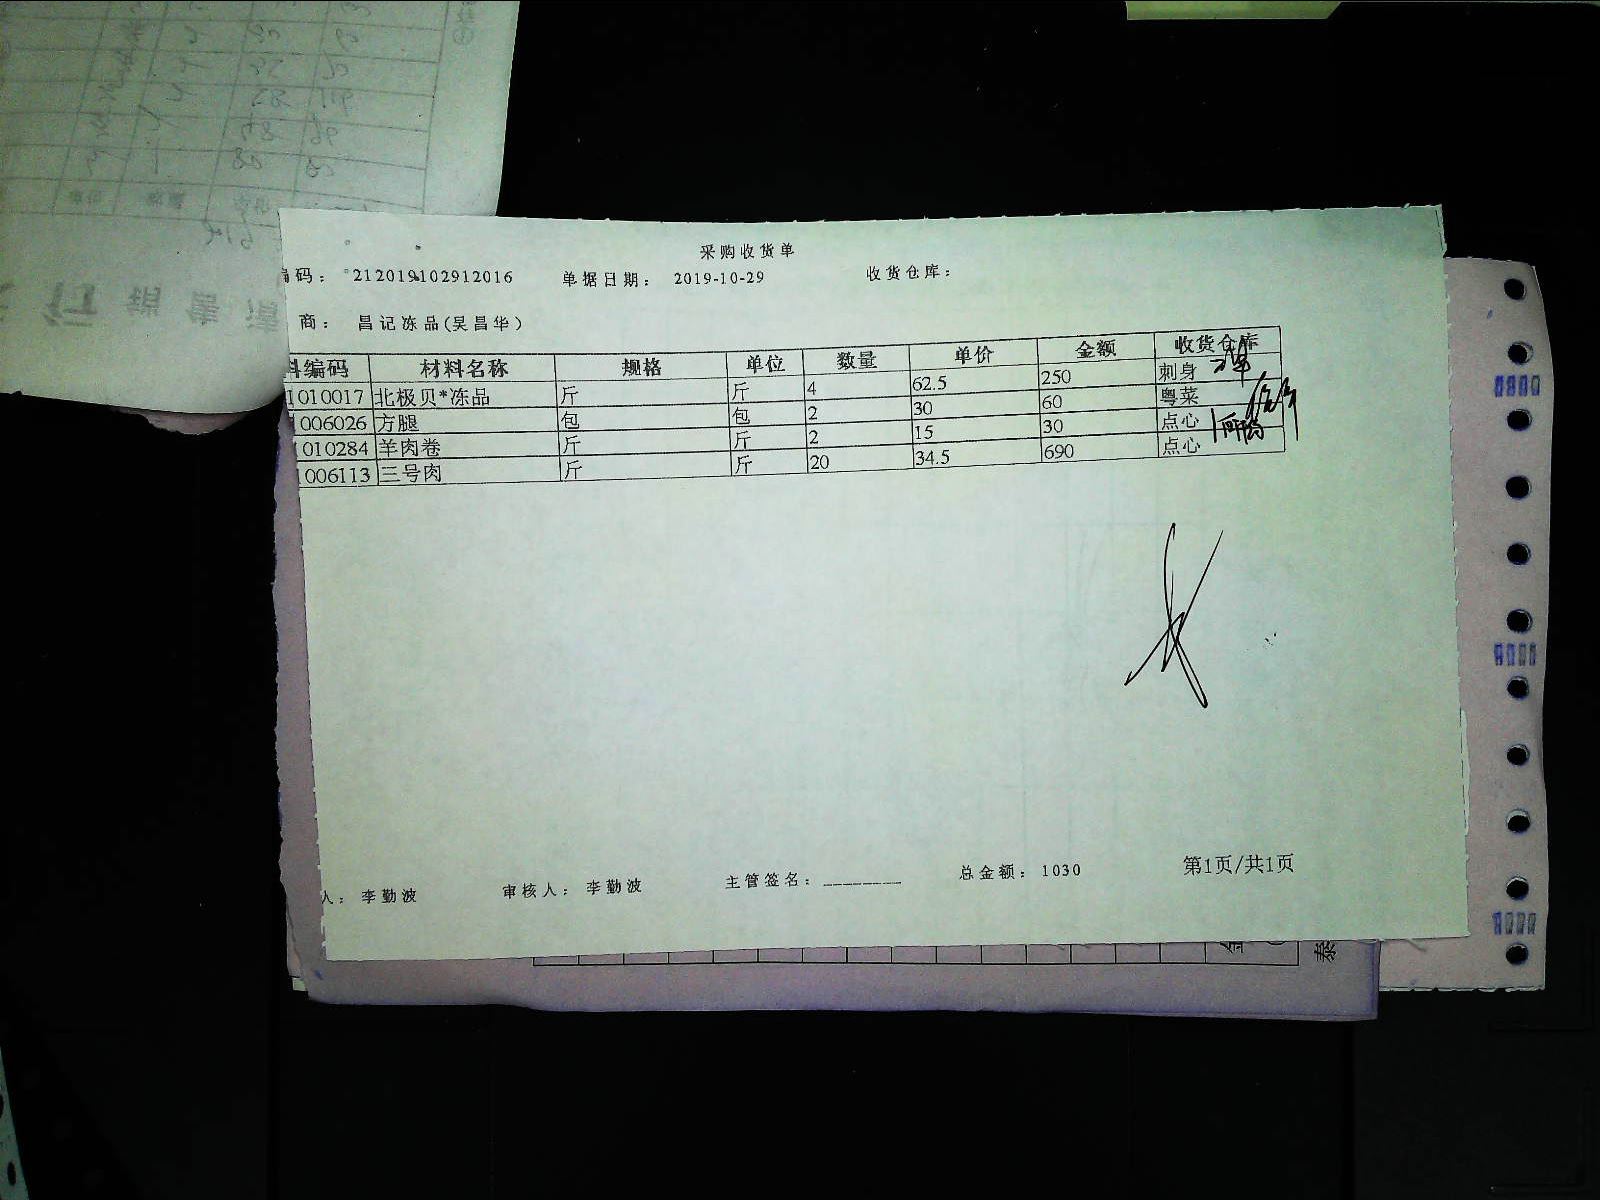 采购收货单
编码： 212019102912016 单据日期： 2019-10-29 收货仓库：
商： 昌记冻品(吴昌华)
料编码 材料名称 规格 单位 数量 单价 金额 收货仓库
1010017 北极贝*冻品 斤 斤 4 62.5 250 刺身
1006026 方腿 包 包 2 30 60 粤菜
1010284 羊肉卷 斤 斤 2 15 30 点心
1006113 三号肉 斤 斤 20 34.5 690 点心
人： 李勤波 审核人： 李勤波 主管签名： 总金额： 1030 第1页/共1页